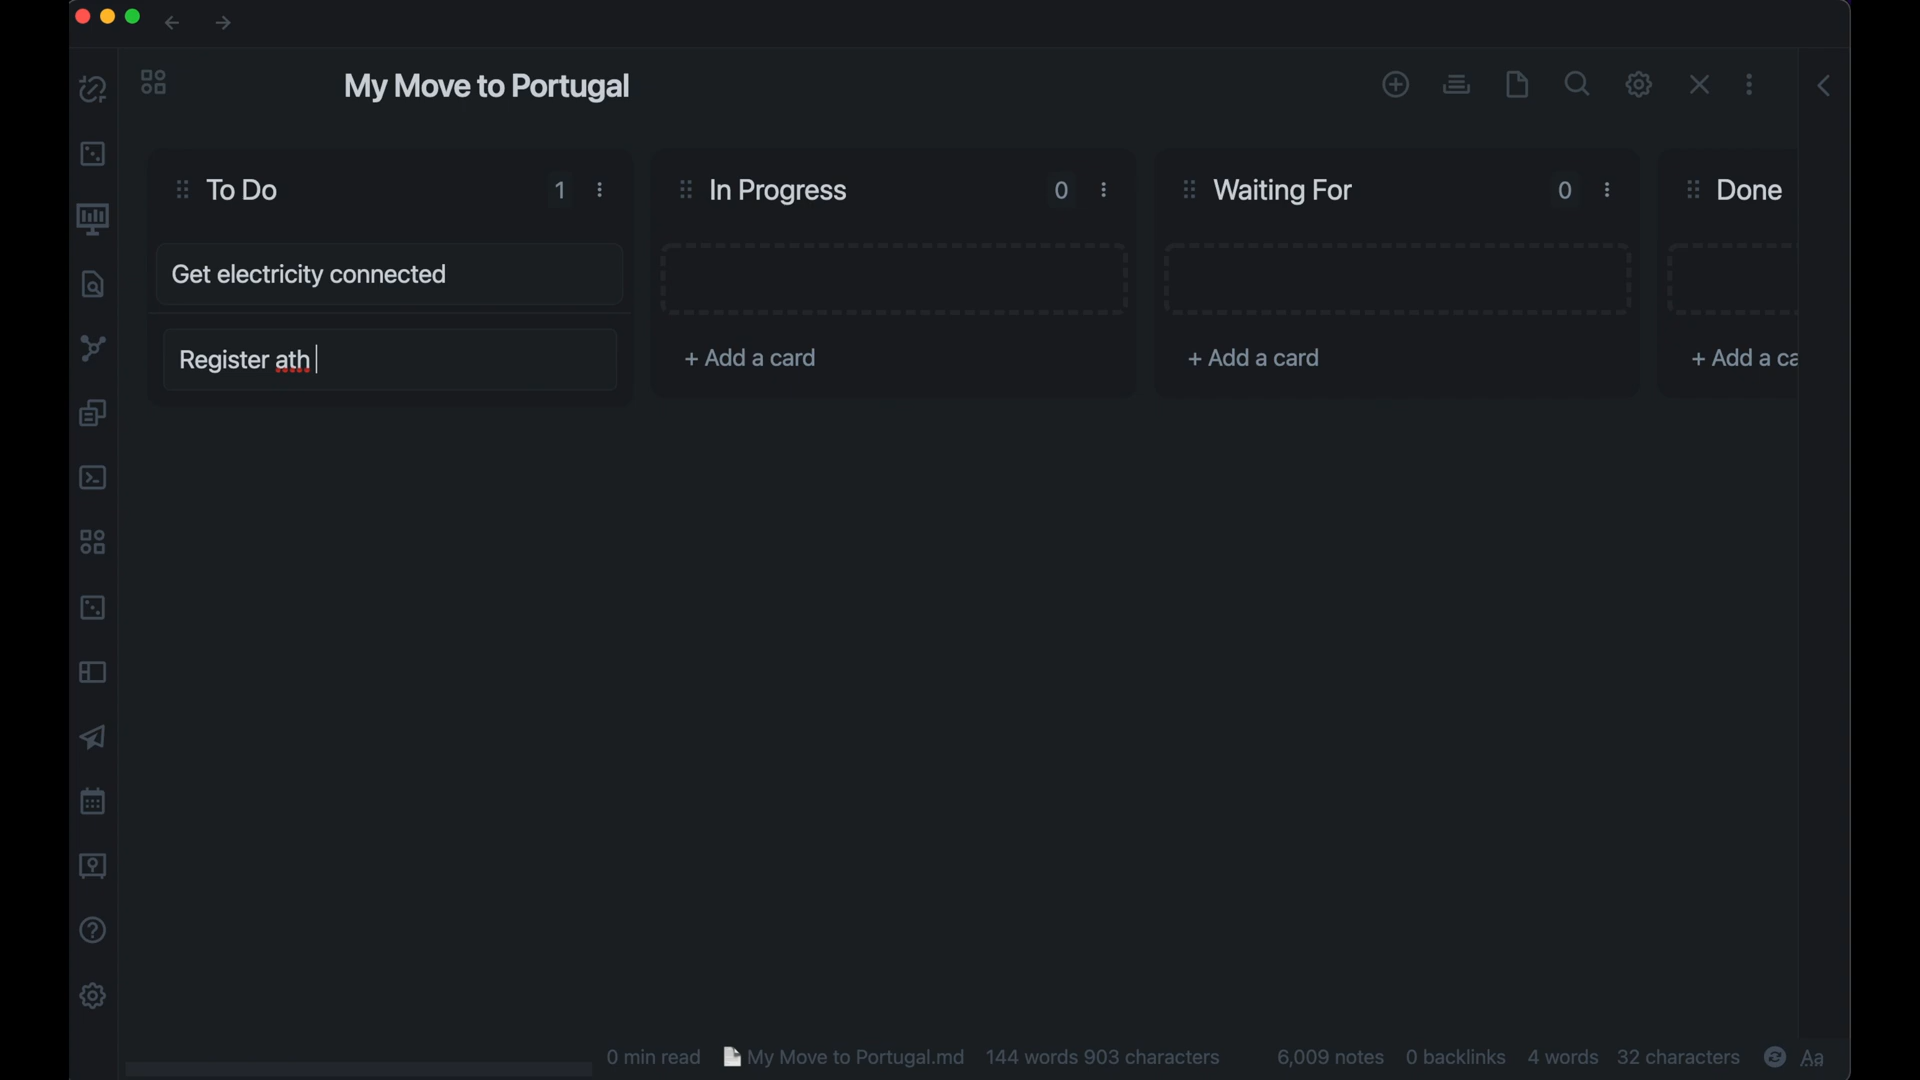 My Move to Portugal
To Do
1
In Progress
0
Waiting For
0
Done
Get electricity connected
Register ath
+ Add a card
+ Add a card
+ Add a ca
0 min read
My Move to Portugal.md
144 words 903 characters
6,009 notes
0 backlinks
4 words
32 characters
Aa